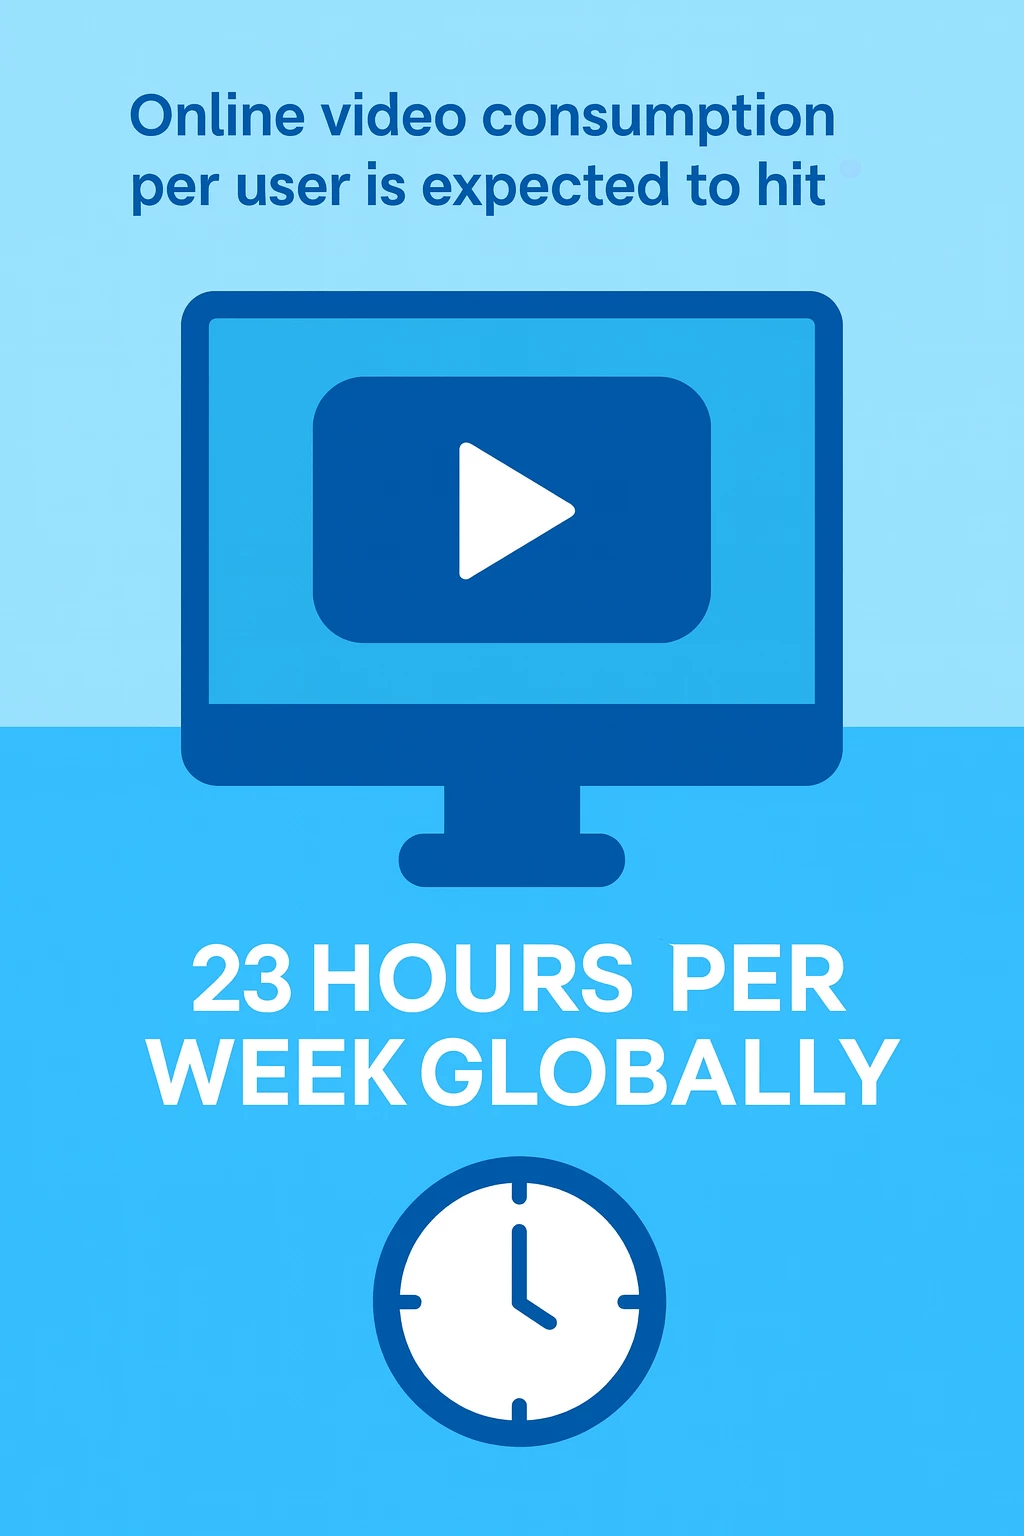 Online video consumption
per user is expected to hit
23 HOURS PER
WEEK GLOBALLY